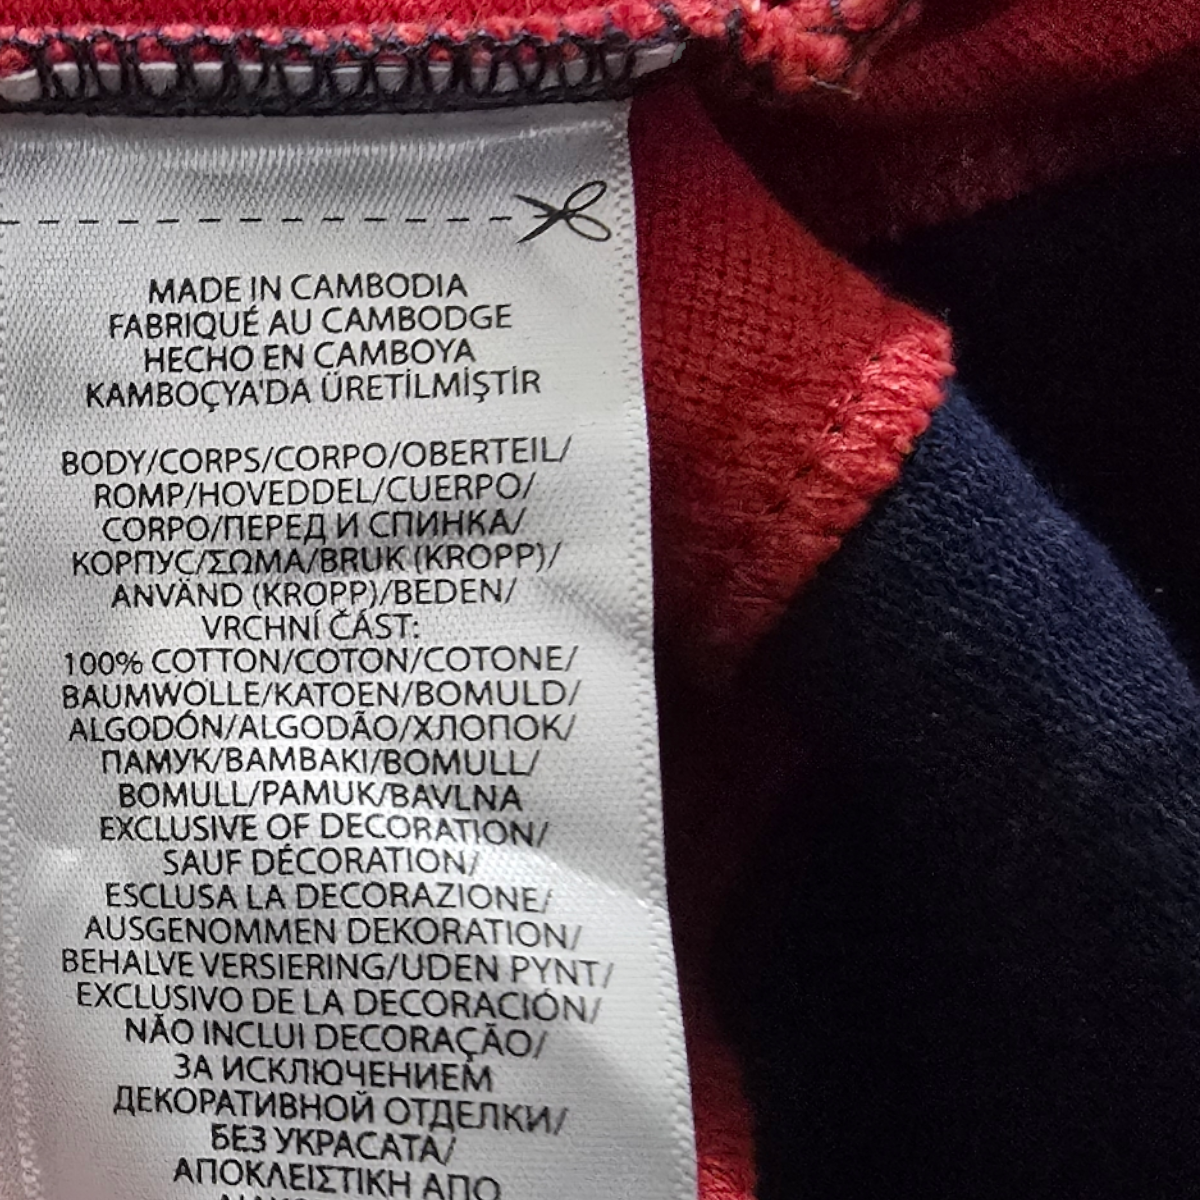 MADE IN CAMBODIA
FABRIQUÉ AU CAMBODGE
HECHO EN CAMBOYA
KAMBOÇYA'DA ÜRETİLMİŞTİR
BODY/CORPS/CORPO/OBERTEIL/
ROMP/HOVEDDEL/CUERPO/
CORPO/ПЕРЕД И СПИНКА/
КОРПУС/ΣΩΜΑ/BRUK (KROPP)/
ANVÄND (KROPP)/BEDEN/
VRCHNÍ ČÁST:
100% COTTON/COTON/COTONE/
BAUMWOLLE/KATOEN/BOMULD/
ALGODÓN/ALGODÃO/ХЛОПОК/
ПАМУК/BAMBAKI/BOMULL/
BOMULL/PAMUK/BAVLNA
EXCLUSIVE OF DECORATION/
SAUF DÉCORATION/
ESCLUSA LA DECORAZIONE/
AUSGENOMMEN DEKORATION/
BEHALVE VERSIERING/UDEN PYNT/
EXCLUSIVO DE LA DECORACIÓN/
NÃO INCLUI DECORAÇÃO/
ЗА ИСКЛЮЧЕНИЕМ
ДЕКОРАТИВНОЙ ОТДЕЛКИ/
БЕЗ УКРАСАТА/
ΑΠΟΚΛΕΙΣΤΙΚΗ ΑΠΟ